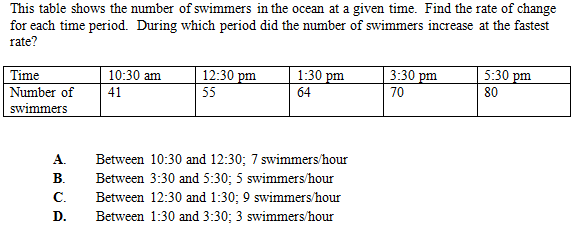 This table shows the number of swimmers in the ocean at a given time. Find the rate of change
for each time period. During which period did the number of swimmers increase at the fastest
rate?
Time 10:30 am 12:30 pm 1:30 pm 3:30 pm 5:30 pm
Number of 41 55 64 70 80
swimmers
A. Between 10:30 and 12:30; 7 swimmers/hour
B. Between 3:30 and 5:30; 5 swimmers/hour
C. Between 12:30 and 1:30; 9 swimmers/hour
D. Between 1:30 and 3:30; 3 swimmers/hour